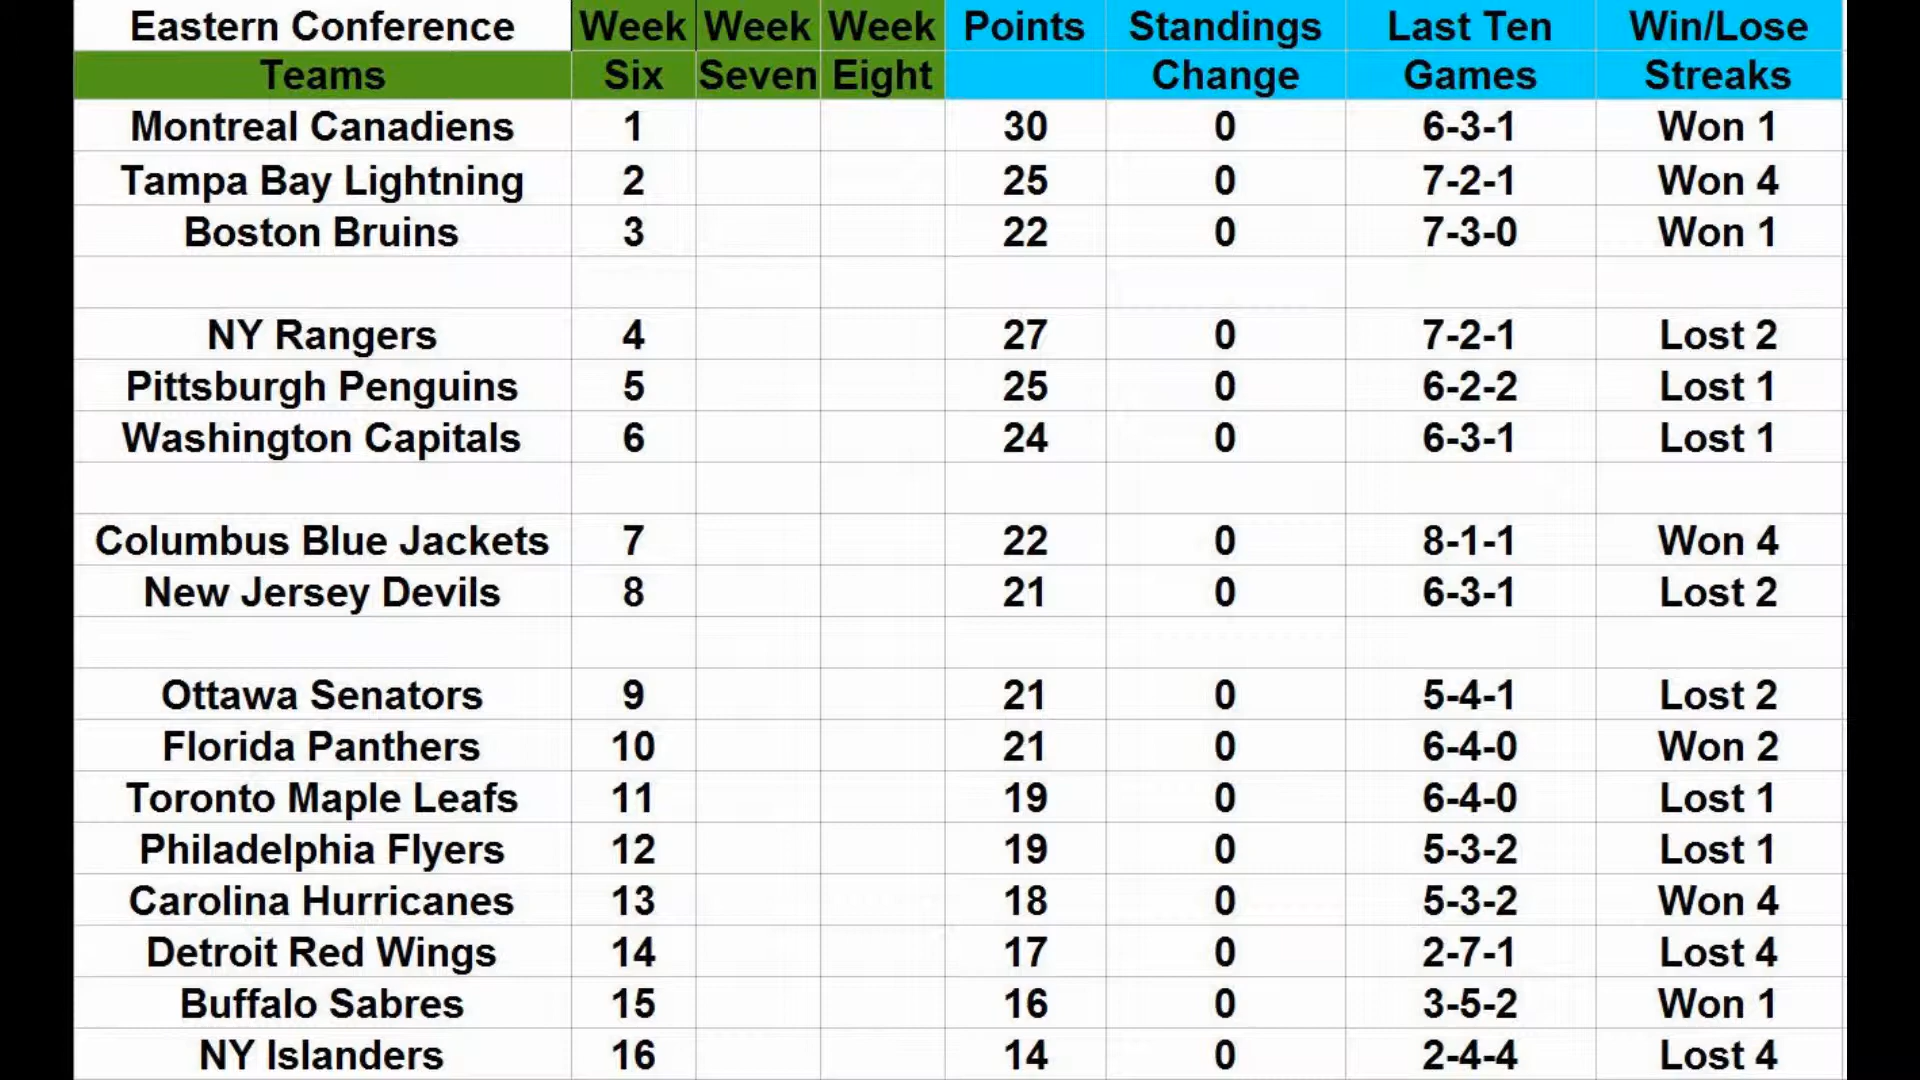 Eastern Conference Week Week Week Points Standings Last Ten Win/Lose
Teams Six Seven Eight Change Games Streaks
Montreal Canadiens 1 30 0 6-3-1 Won 1
Tampa Bay Lightning 2 25 0 7-2-1 Won 4
Boston Bruins 3 22 0 7-3-0 Won 1
NY Rangers 4 27 0 7-2-1 Lost 2
Pittsburgh Penguins 5 25 0 6-2-2 Lost 1
Washington Capitals 6 24 0 6-3-1 Lost 1
Columbus Blue Jackets 7 22 0 8-1-1 Won 4
New Jersey Devils 8 21 0 6-3-1 Lost 2
Ottawa Senators 9 21 0 5-4-1 Lost 2
Florida Panthers 10 21 0 6-4-0 Won 2
Toronto Maple Leafs 11 19 0 6-4-0 Lost 1
Philadelphia Flyers 12 19 0 5-3-2 Lost 1
Carolina Hurricanes 13 18 0 5-3-2 Won 4
Detroit Red Wings 14 17 0 2-7-1 Lost 4
Buffalo Sabres 15 16 0 3-5-2 Won 1
NY Islanders 16 14 0 2-4-4 Lost 4